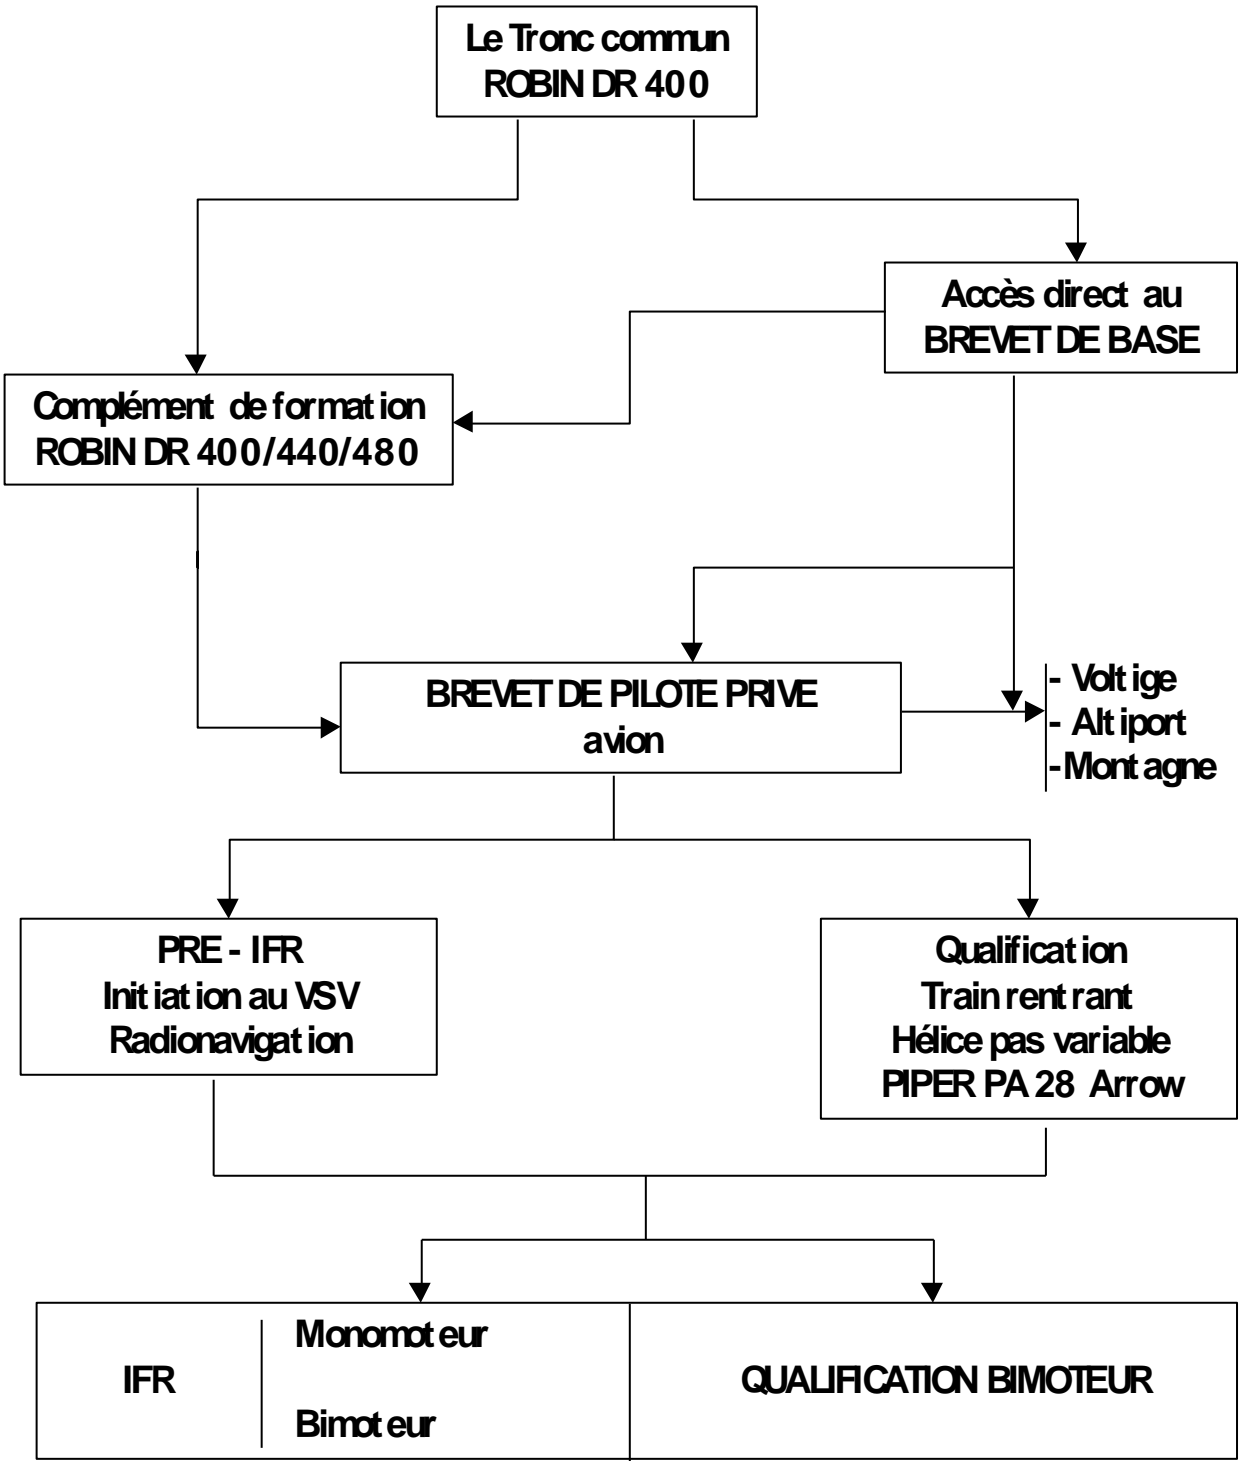 Le Tronc commun
ROBIN DR 400
Accès direct au
BREVET DE BASE
Complément de formation
ROBIN DR 400/440/480
BREVET DE PILOTE PRIVE
avion
- Voltige
- Altiport
- Montagne
PRE - IFR
Initiation au VSV
Radionavigation
Qualification
Train rentrant
Hélice pas variable
PIPER PA 28 Arrow
IFR
Monomoteur
Bimoteur
QUALIFICATION BIMOTEUR